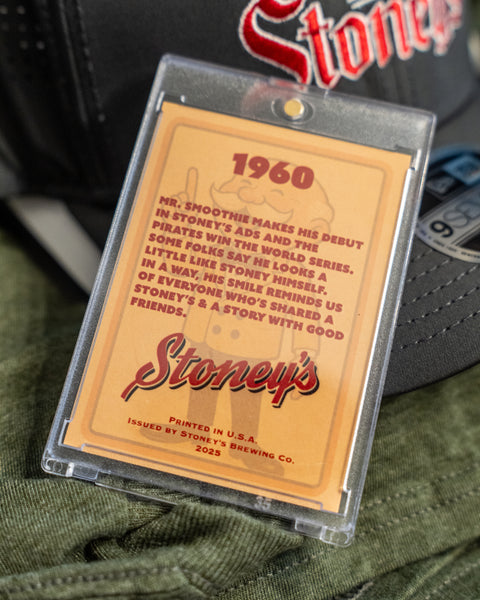 Stoney's
1960
MR. SMOOTHIE MAKES HIS DEBUT
IN STONEY'S ADS AND THE
PIRATES WIN THE WORLD SERIES.
SOME FOLKS SAY HE LOOKS A
LITTLE LIKE STONEY HIMSELF.
IN A WAY, HIS SMILE REMINDS US
OF EVERYONE WHO'S SHARED A
STONEY'S & A STORY WITH GOOD
FRIENDS.
Stoney's
PRINTED IN U.S.A.
ISSUED BY STONEY'S BREWING CO.
2025
35